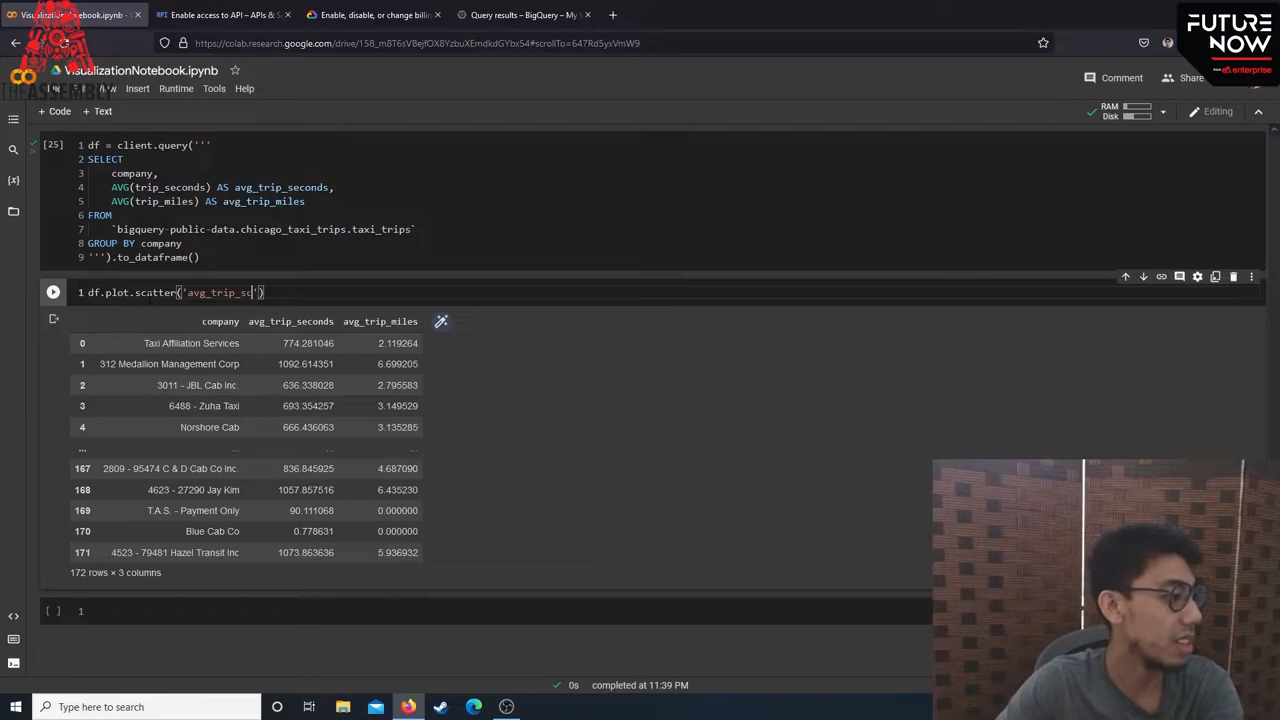 VisualizationNotebook.ipynb - C
Enable access to API – APIs & S
Enable, disable, or change billin
Query results – BigQuery – My
https://colab.research.google.com/drive/158_m8T6sVBejfOX8YzbuXEmdkdGYbx54#scrollTo=647Rd5yxVmW9
FUTURE
NOW
from e& enterprise
VisualizationNotebook.ipynb
THE ASSEMBLY
Insert Runtime Tools Help
Comment
Share
+ Code + Text
RAM
Disk
Editing
[25]
1 df = client.query('''
2 SELECT
3 company,
4 AVG(trip_seconds) AS avg_trip_seconds,
5 AVG(trip_miles) AS avg_trip_miles
6 FROM
7 `bigquery-public-data.chicago_taxi_trips.taxi_trips`
8 GROUP BY company
9 ''').to_dataframe()
1 df.plot.scatter('avg_trip_sc')
company avg_trip_seconds avg_trip_miles
0 Taxi Affiliation Services 774.281046 2.119264
1 312 Medallion Management Corp 1092.614351 6.699205
2 3011 - JBL Cab Inc. 636.338028 2.795583
3 6488 - Zuha Taxi 693.354257 3.149529
4 Norshore Cab 666.436063 3.135285
... ... ... ...
167 2809 - 95474 C & D Cab Co Inc. 836.845925 4.687090
168 4623 - 27290 Jay Kim 1057.857516 6.435230
169 T.A.S. - Payment Only 90.111068 0.000000
170 Blue Cab Co 0.778631 0.000000
171 4523 - 79481 Hazel Transit Inc 1073.863636 5.936932
172 rows × 3 columns
[ ] 1
0s completed at 11:39 PM
Type here to search